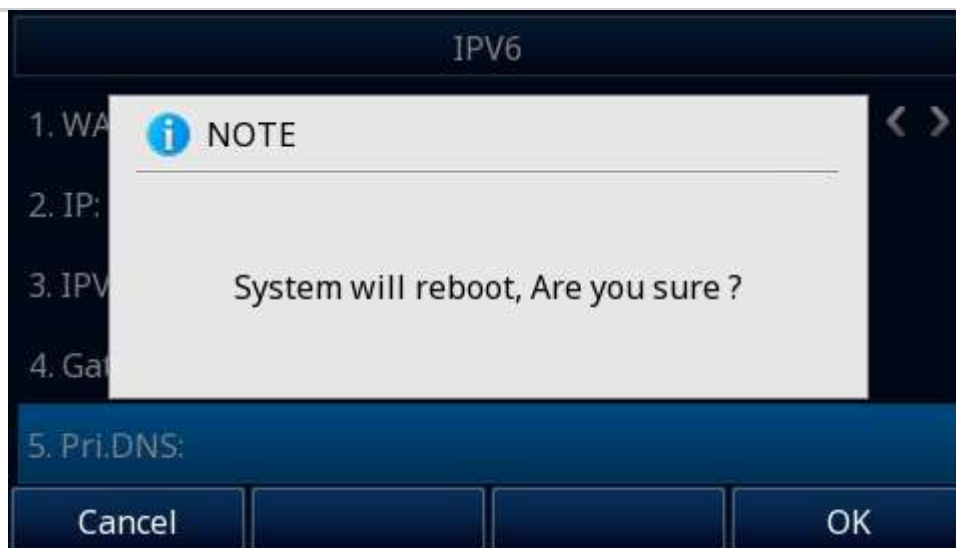 IPV6
1. WA
NOTE
2. IP:
System will reboot, Are you sure ?
3. IPV
4. Gat
5. Pri.DNS:
Cancel
OK